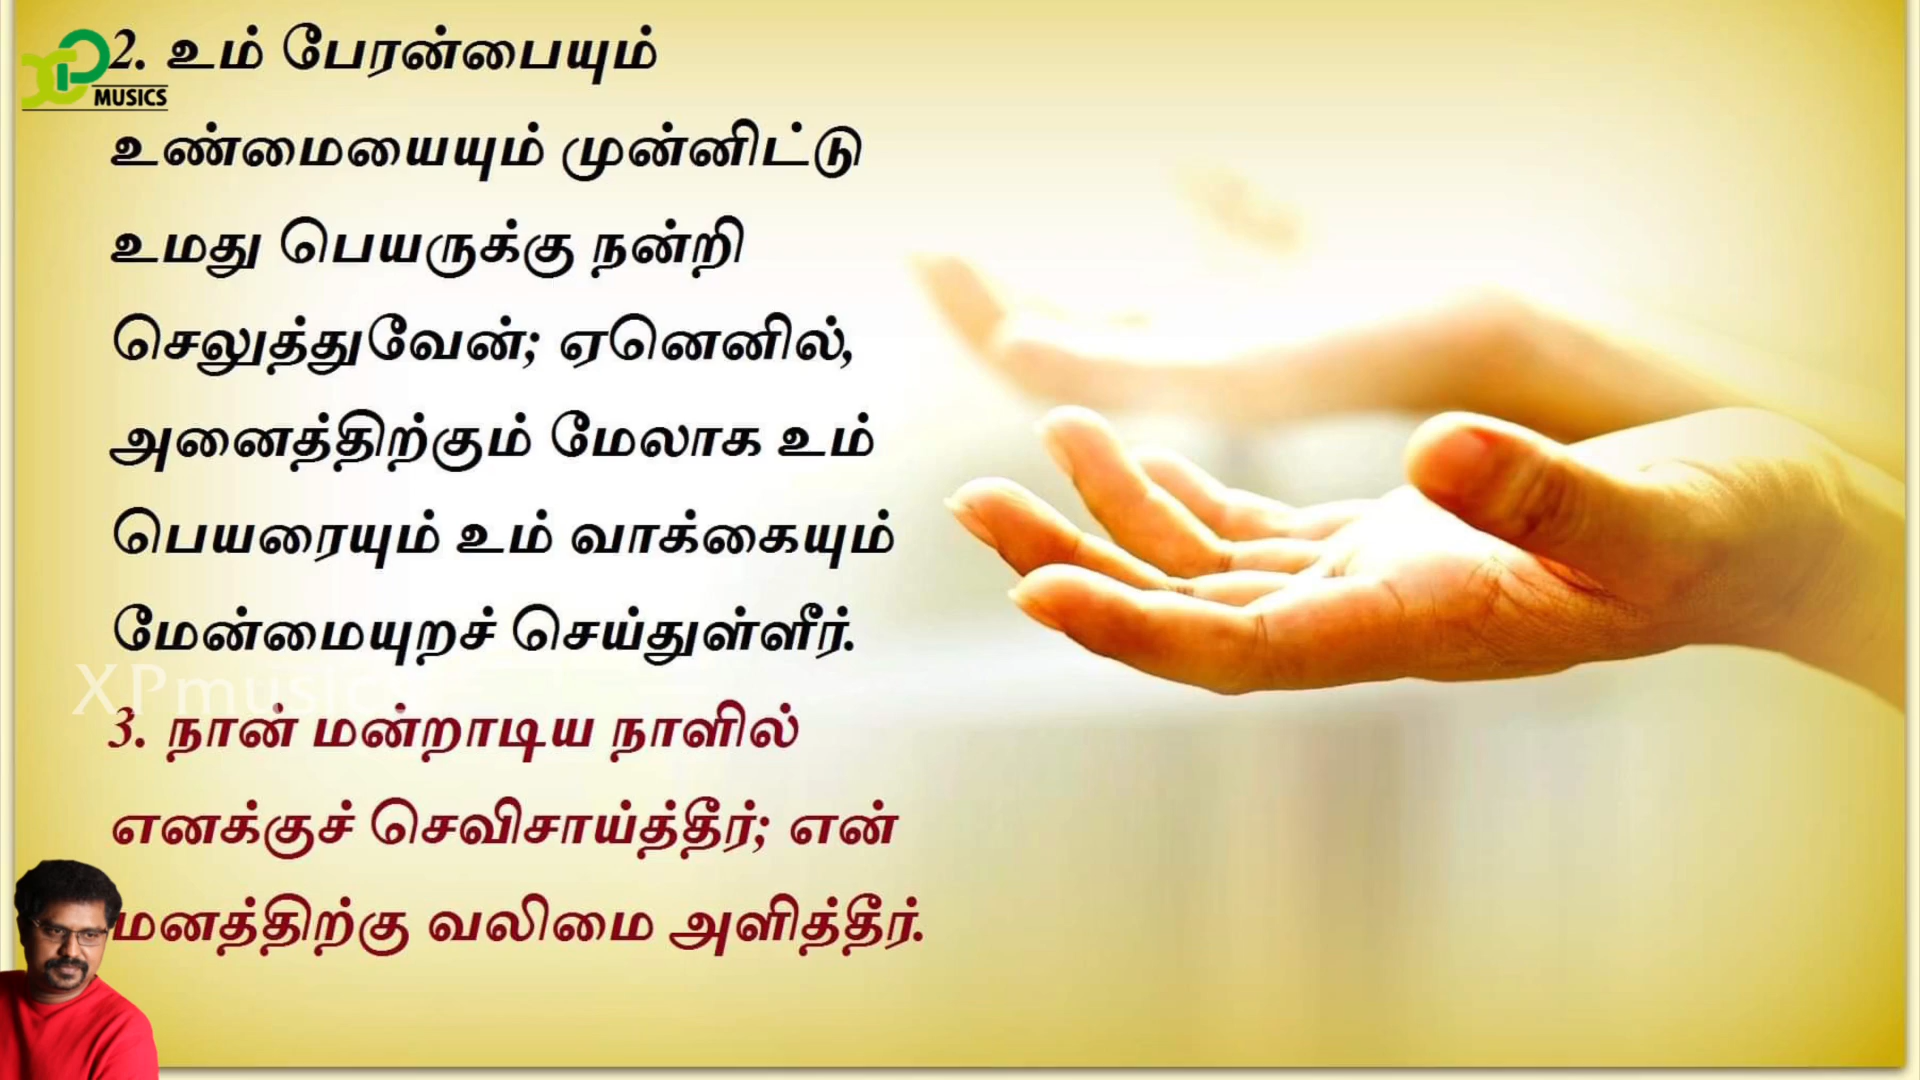 2. உம் பேரன்பையும்
உண்மையையும் முன்னிட்டு
உமது பெயருக்கு நன்றி
செலுத்துவேன்; ஏனெனில்,
அனைத்திற்கும் மேலாக உம்
பெயரையும் உம் வாக்கையும்
மேன்மையுறச் செய்துள்ளீர்.
3. நான் மன்றாடிய நாளில்
எனக்குச் செவிசாய்த்தீர்; என்
மனத்திற்கு வலிமை அளித்தீர்.
XP
MUSICS
XPmusics